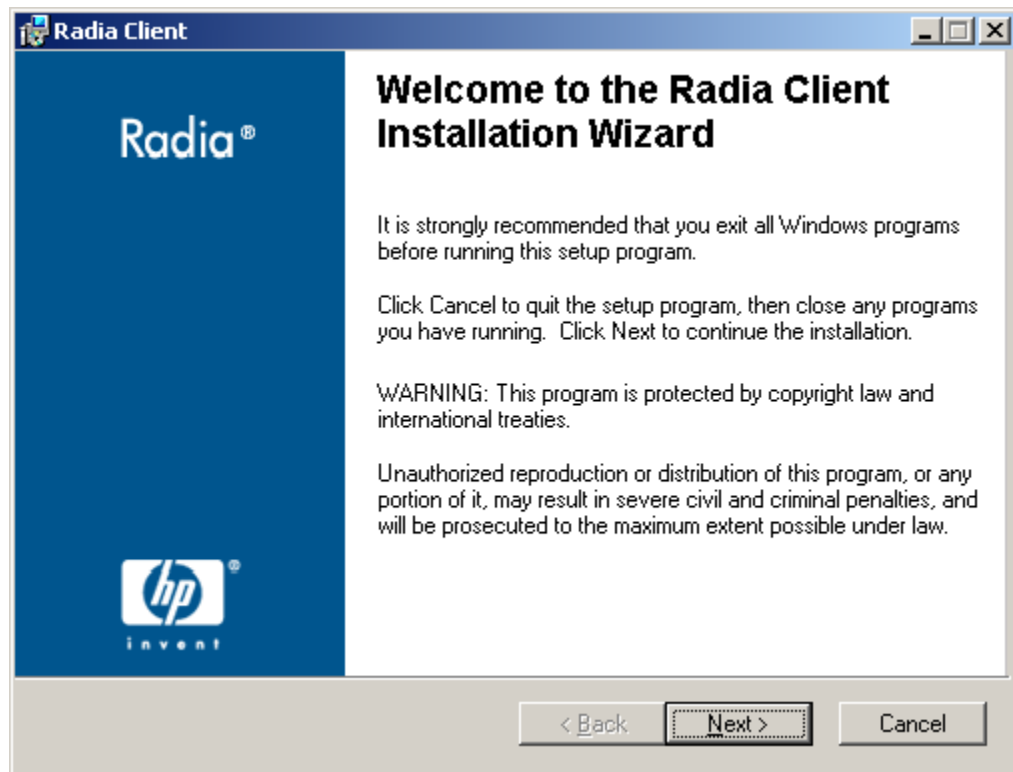 Radia Client
Radia®
Welcome to the Radia Client
Installation Wizard
It is strongly recommended that you exit all Windows programs
before running this setup program.
Click Cancel to quit the setup program, then close any programs
you have running.  Click Next to continue the installation.
WARNING: This program is protected by copyright law and
international treaties.
Unauthorized reproduction or distribution of this program, or any
portion of it, may result in severe civil and criminal penalties, and
will be prosecuted to the maximum extent possible under law.
hp®
invent
< Back
Next >
Cancel